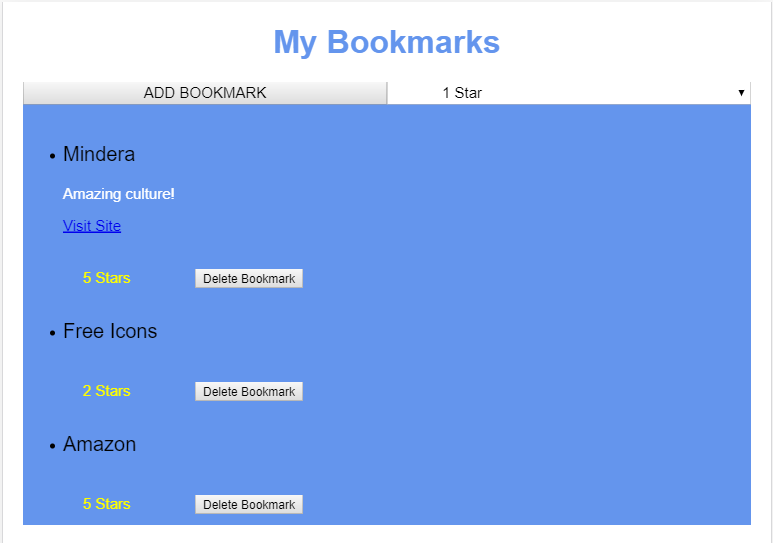 My Bookmarks
ADD BOOKMARK 1 Star
Mindera
Amazing culture!
Visit Site
5 Stars Delete Bookmark
Free Icons
2 Stars Delete Bookmark
Amazon
5 Stars Delete Bookmark